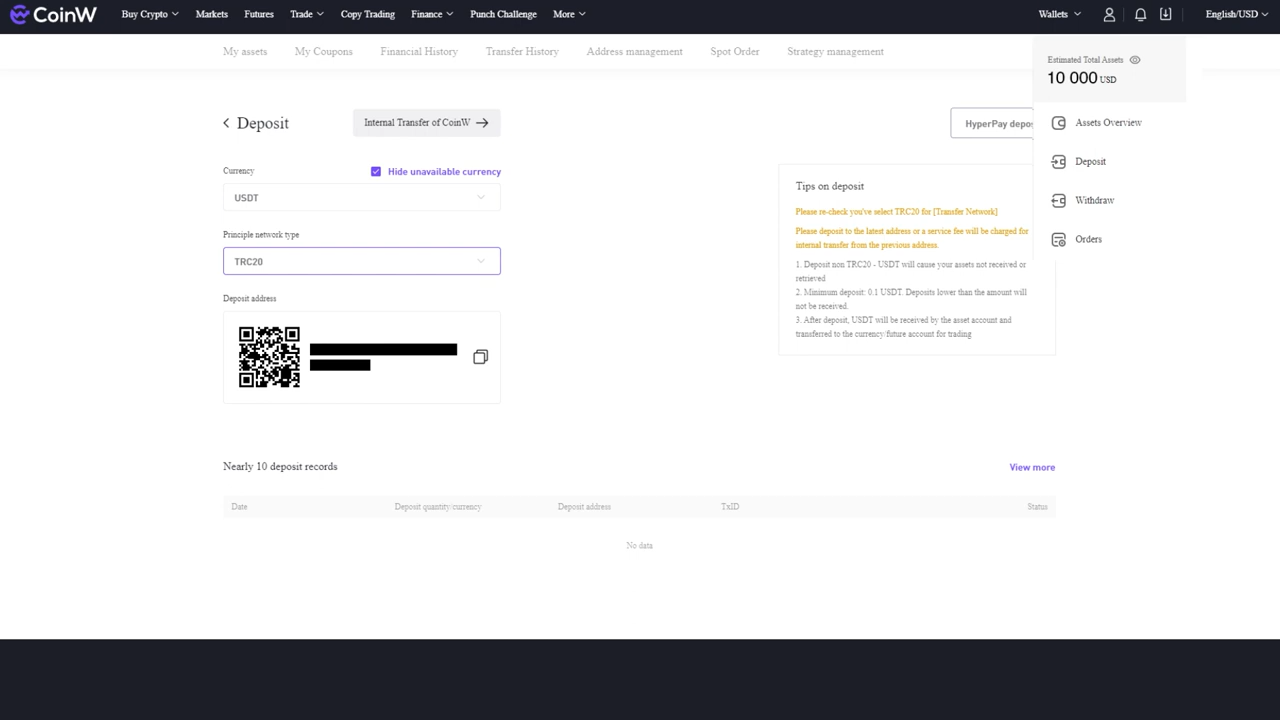 CoinW
Buy Crypto Markets Futures Trade Copy Trading Finance Punch Challenge More Wallets English/USD
My assets My Coupons Financial History Transfer History Address management Spot Order Strategy management
Estimated Total Assets
10 000 USD
Assets Overview
Deposit
Withdraw
Orders
Deposit
Internal Transfer of CoinW
HyperPay depos
Currency
Hide unavailable currency
USDT
Principle network type
TRC20
Deposit address
Tips on deposit
Please re-check you've select TRC20 for [Transfer Network]
Please deposit to the latest address or a service fee will be charged for
internal transfer from the previous address.
1. Deposit non TRC20 - USDT will cause your assets not received or
retrieved
2. Minimum deposit: 0.1 USDT. Deposits lower than the amount will
not be received.
3. After deposit, USDT will be received by the asset account and
transferred to the currency/future account for trading
Nearly 10 deposit records
View more
Date Deposit quantity/currency Deposit address TxID Status
No data